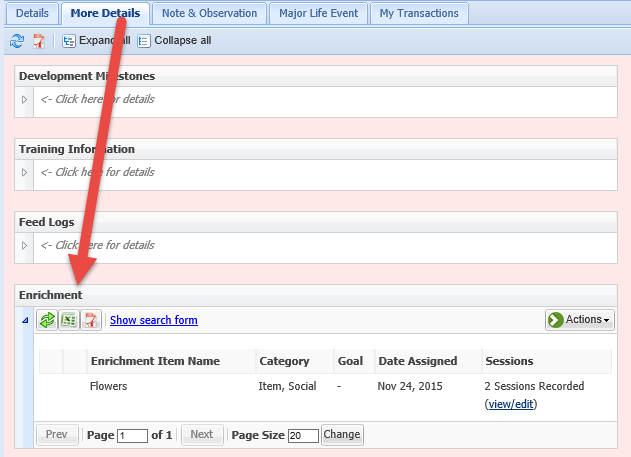 Details More Details Note & Observation Major Life Event My Transactions
Expand all Collapse all
Development Milestones
<- Click here for details
Training Information
<- Click here for details
Feed Logs
<- Click here for details
Enrichment
Show search form Actions
Enrichment Item Name Category Goal Date Assigned Sessions
Flowers Item, Social - Nov 24, 2015 2 Sessions Recorded
(view/edit)
Prev Page 1 of 1 Next Page Size 20 Change